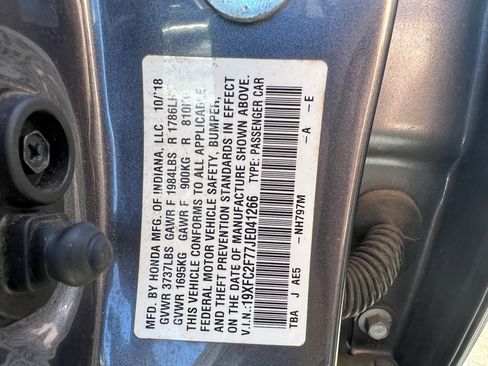 MFD. BY HONDA MFG. OF INDIANA, LLC 10/18
GVWR 3737LBS GAWR F 1984LBS R 1786LBS
GVWR 1695KG GAWR F 900KG R 810KG
THIS VEHICLE CONFORMS TO ALL APPLICABLE
FEDERAL MOTOR VEHICLE SAFETY, BUMPER,
AND THEFT PREVENTION STANDARDS IN EFFECT
ON THE DATE OF MANUFACTURE SHOWN ABOVE.
V.I.N.:19XFC2F77JE041266 TYPE: PASSENGER CAR
NH797M -A -E
TBA J AE5